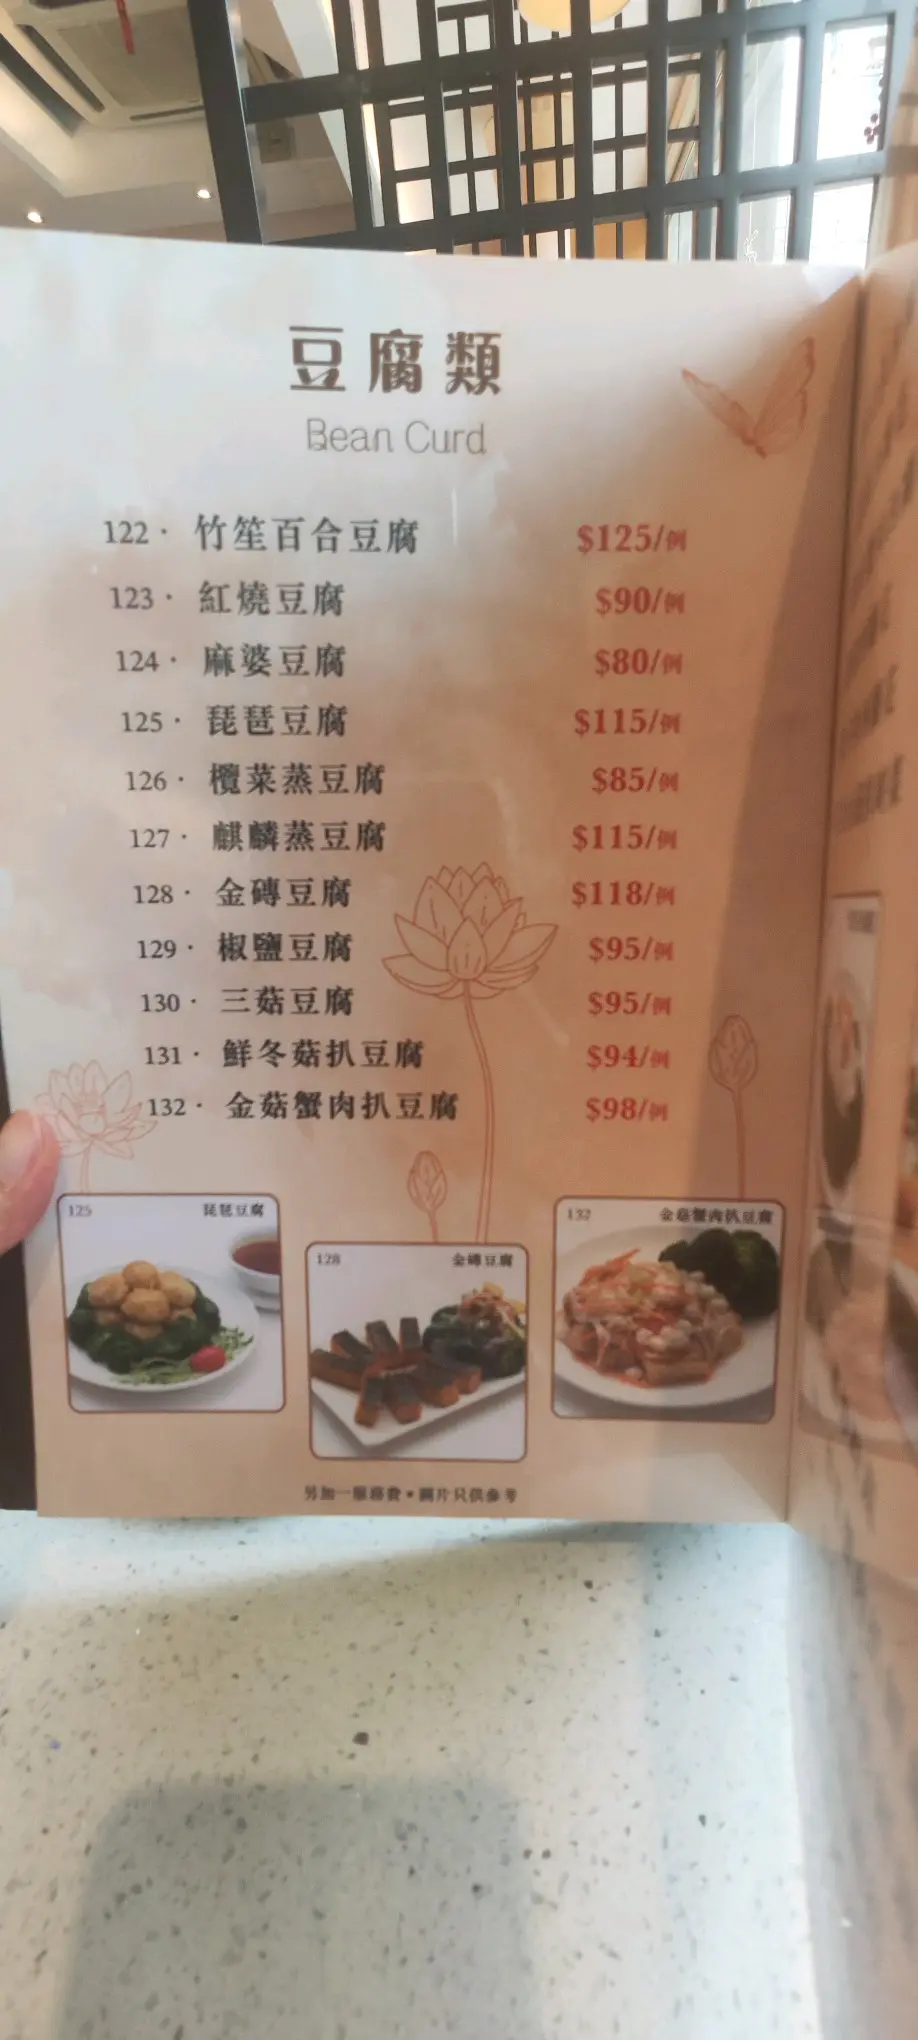 豆腐類
Bean Curd
122 · 竹笙百合豆腐 $125/例
123 · 紅燒豆腐 $90/例
124 · 麻婆豆腐 $80/例
125 · 琵琶豆腐 $115/例
126 · 欖菜蒸豆腐 $85/例
127 · 麒麟蒸豆腐 $115/例
128 · 金磚豆腐 $118/例
129 · 椒鹽豆腐 $95/例
130 · 三菇豆腐 $95/例
131 · 鮮冬菇扒豆腐 $94/例
132 · 金菇蟹肉扒豆腐 $98/例
125 琵琶豆腐
128 金磚豆腐
132 金菇蟹肉扒豆腐
另加一服務費・圖片只供參考